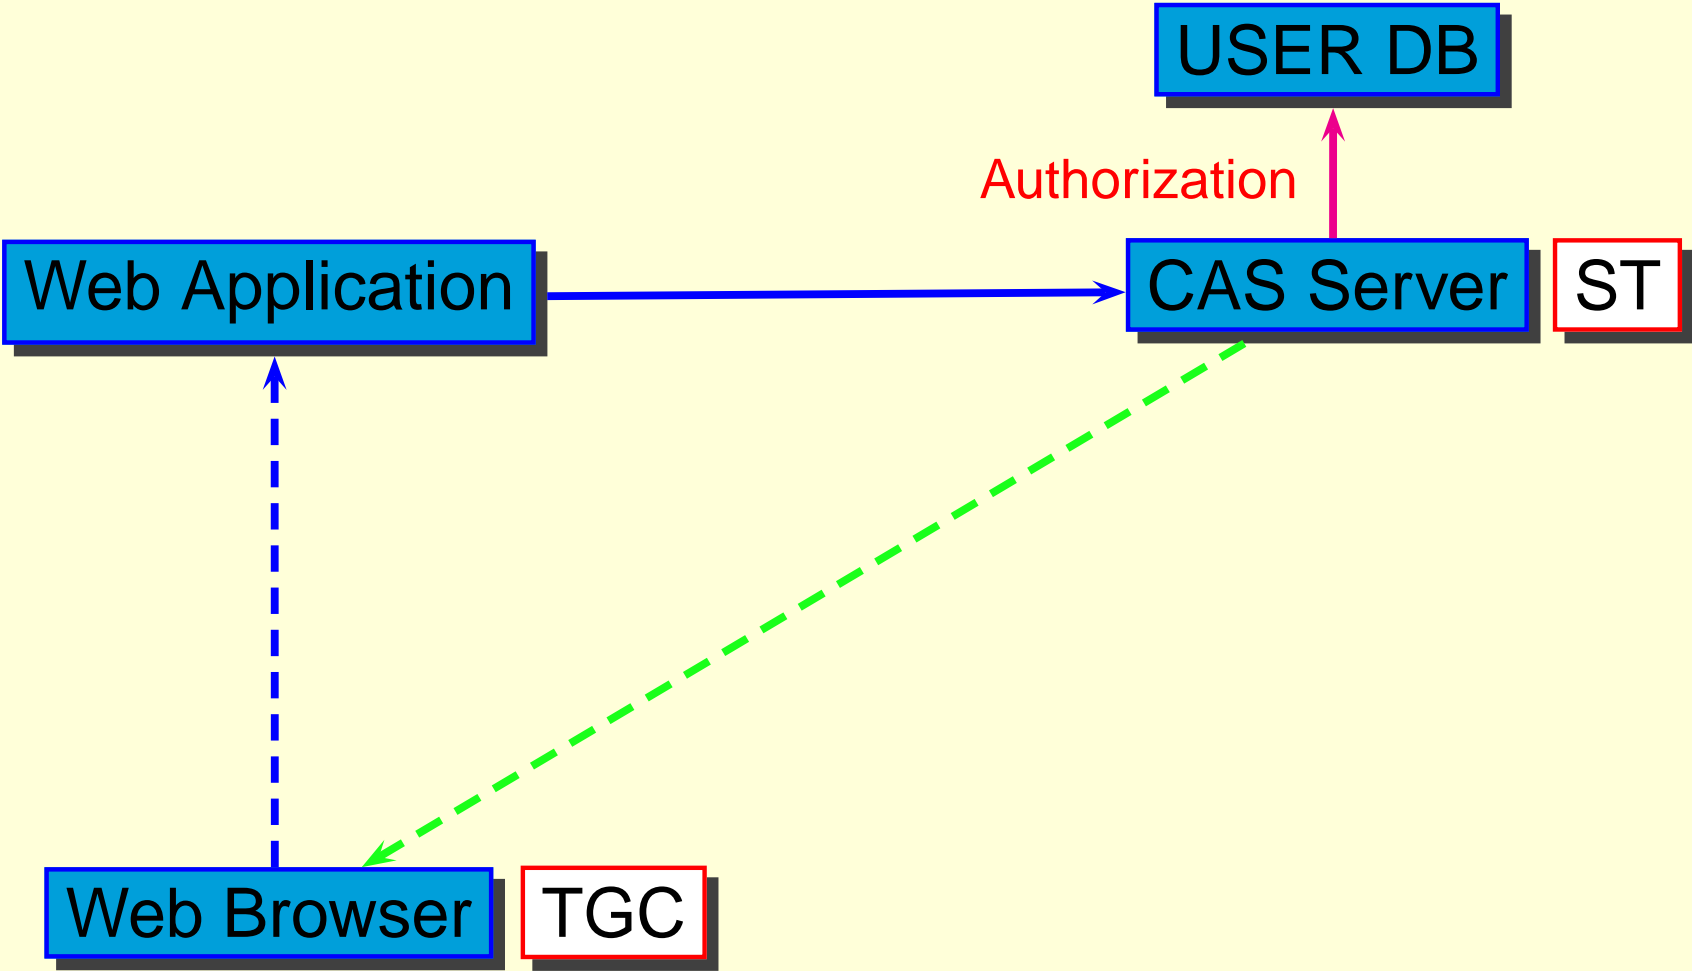 USER DB
Authorization
Web Application
CAS Server
ST
Web Browser
TGC